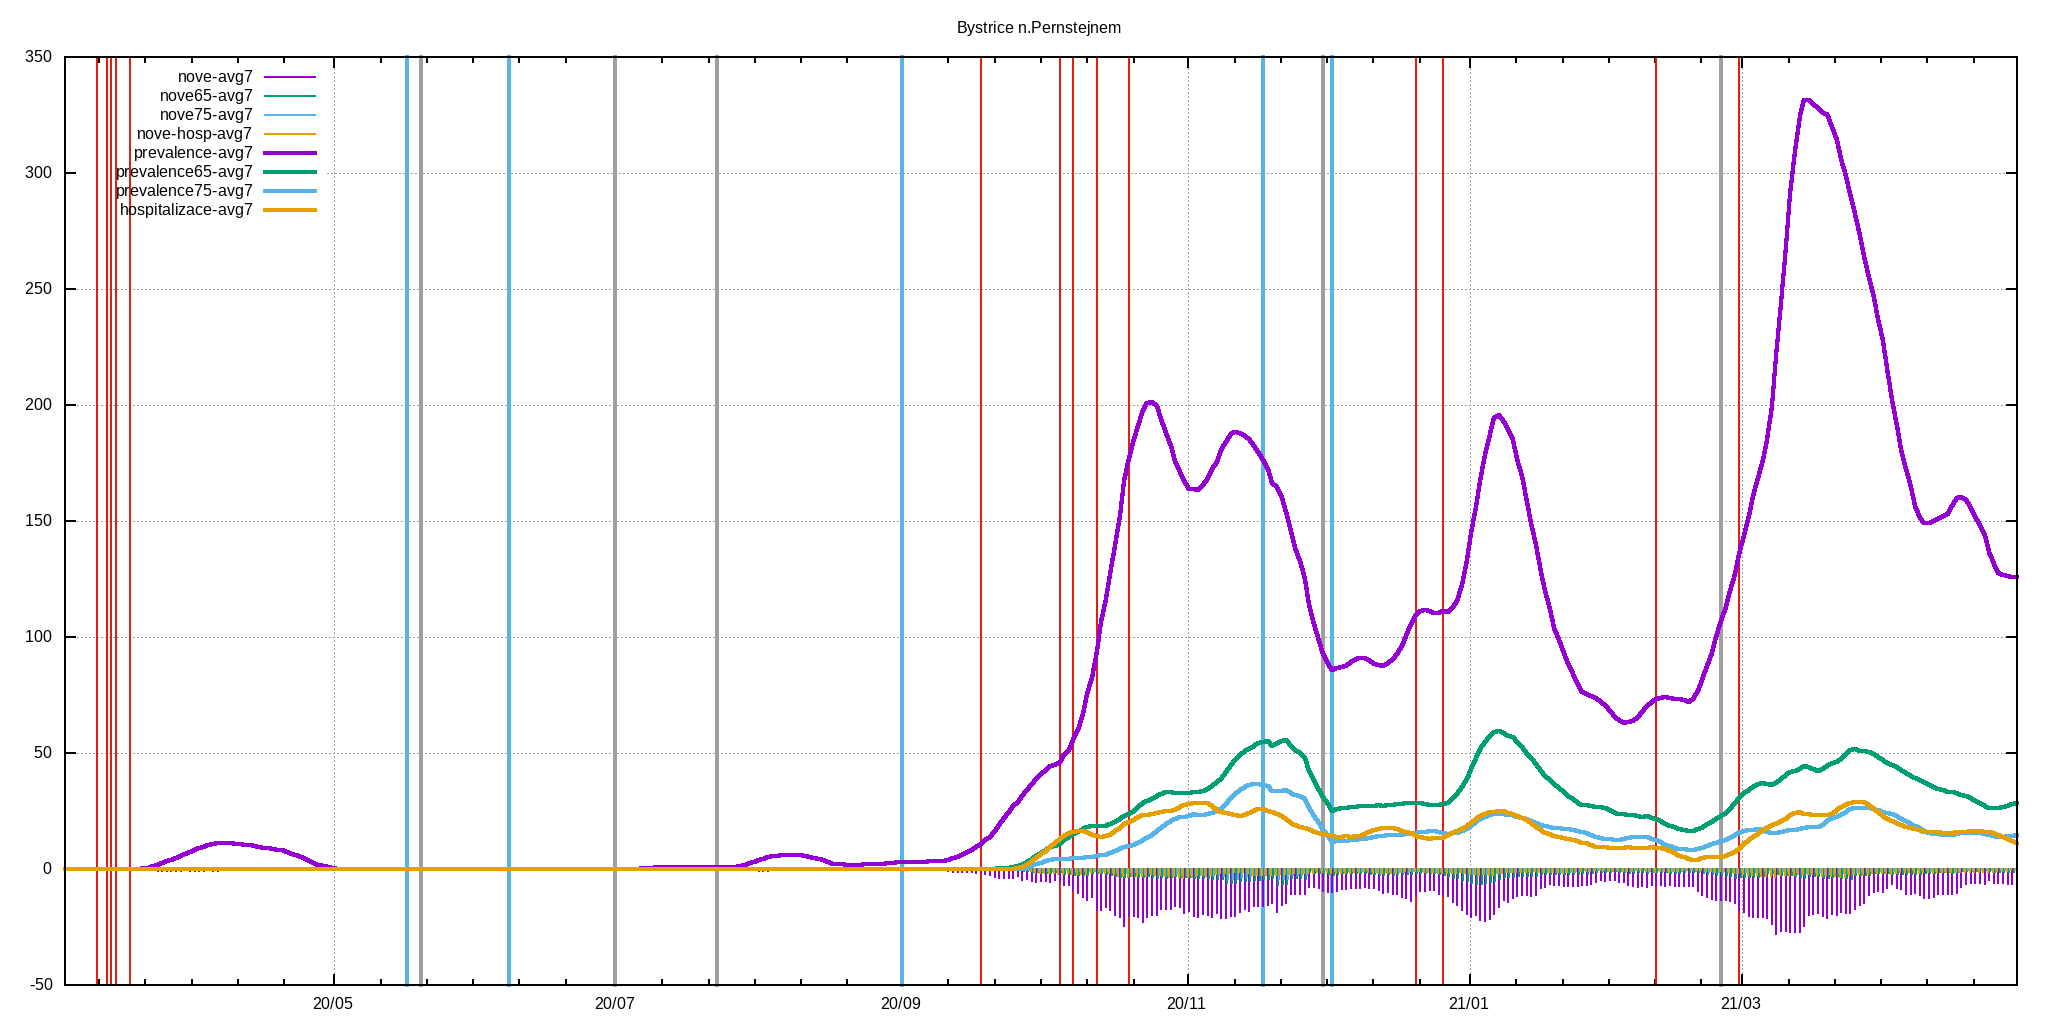 Bystrice n.Pernstejnem
350
300
250
200
150
100
50
0
-50
nove-avg7
nove65-avg7
nove75-avg7
nove-hosp-avg7
prevalence-avg7
prevalence65-avg7
prevalence75-avg7
hospitalizace-avg7
20/05
20/07
20/09
20/11
21/01
21/03